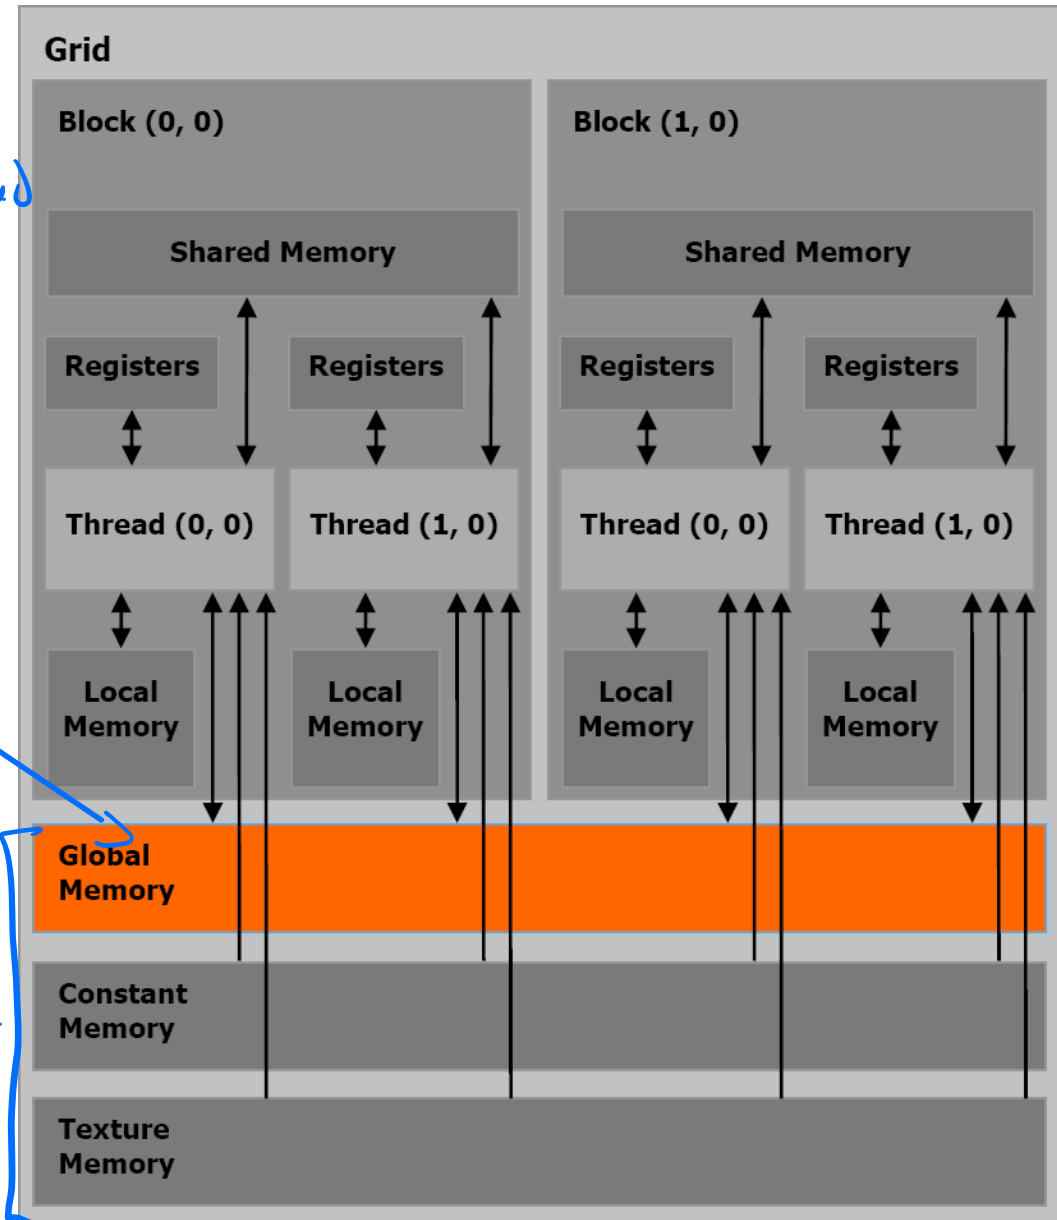 Grid
Block (0, 0)
Block (1, 0)
Shared Memory
Shared Memory
Registers
Registers
Registers
Registers
Thread (0, 0)
Thread (1, 0)
Thread (0, 0)
Thread (1, 0)
Local
Memory
Local
Memory
Local
Memory
Local
Memory
Global
Memory
Constant
Memory
Texture
Memory